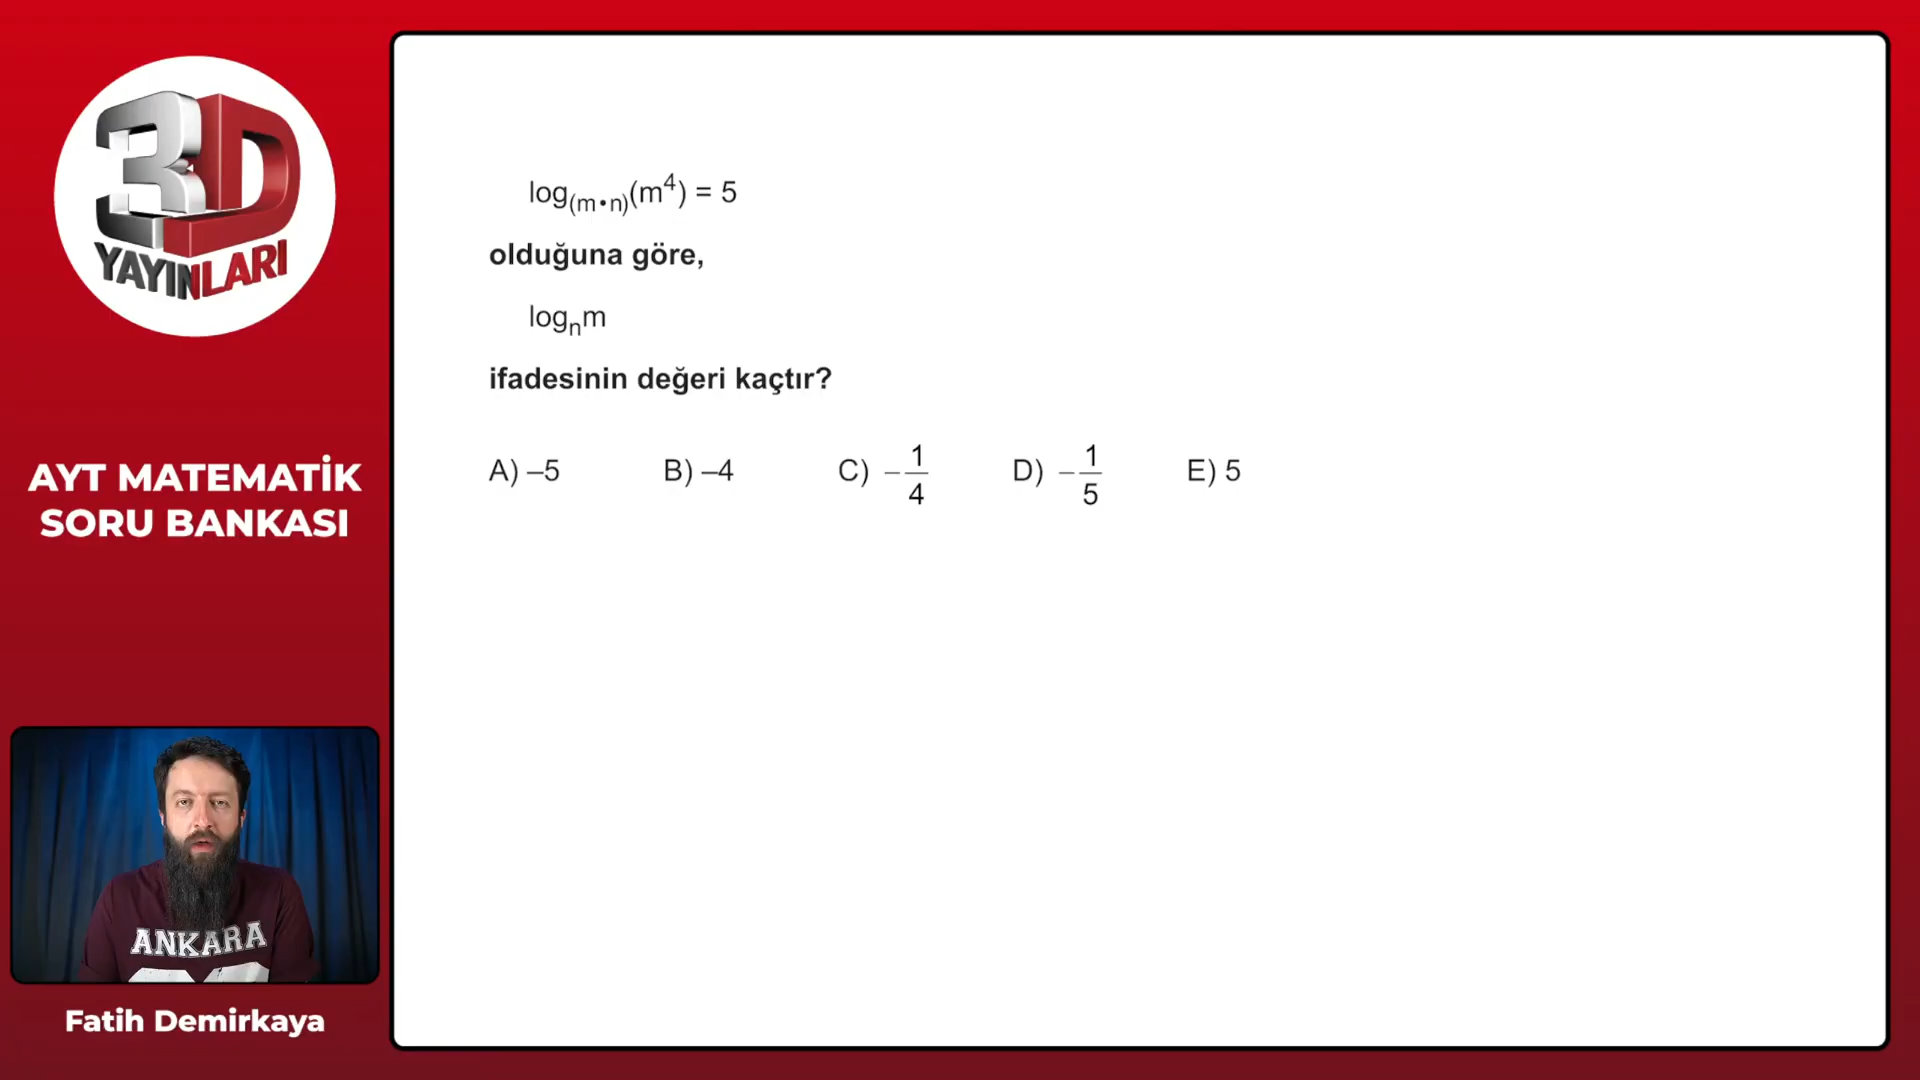 3D
YAYINLARI
AYT MATEMATİK
SORU BANKASI
ANKARA
Fatih Demirkaya
log(m•n)(m⁴) = 5
olduğuna göre,
lognm
ifadesinin değeri kaçtır?
A) –5 B) –4 C) –1/4 D) –1/5 E) 5